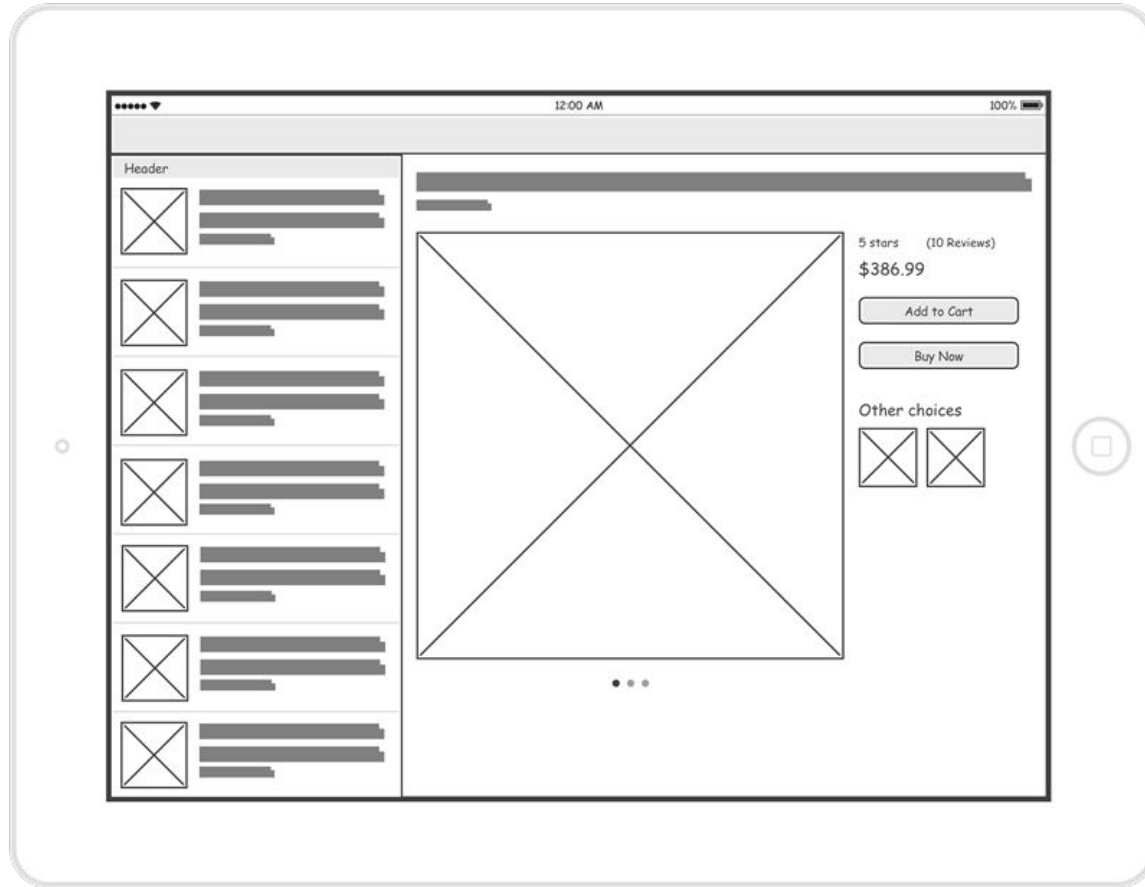 12:00 AM
100%
Header
5 stars (10 Reviews)
$386.99
Add to Cart
Buy Now
Other choices